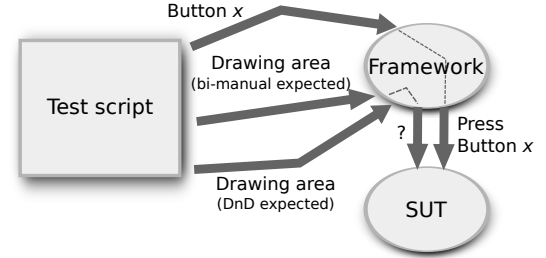 Button x
Drawing area
(bi-manual expected)
Framework
Test script
?
Press
Button x
Drawing area
(DnD expected)
SUT